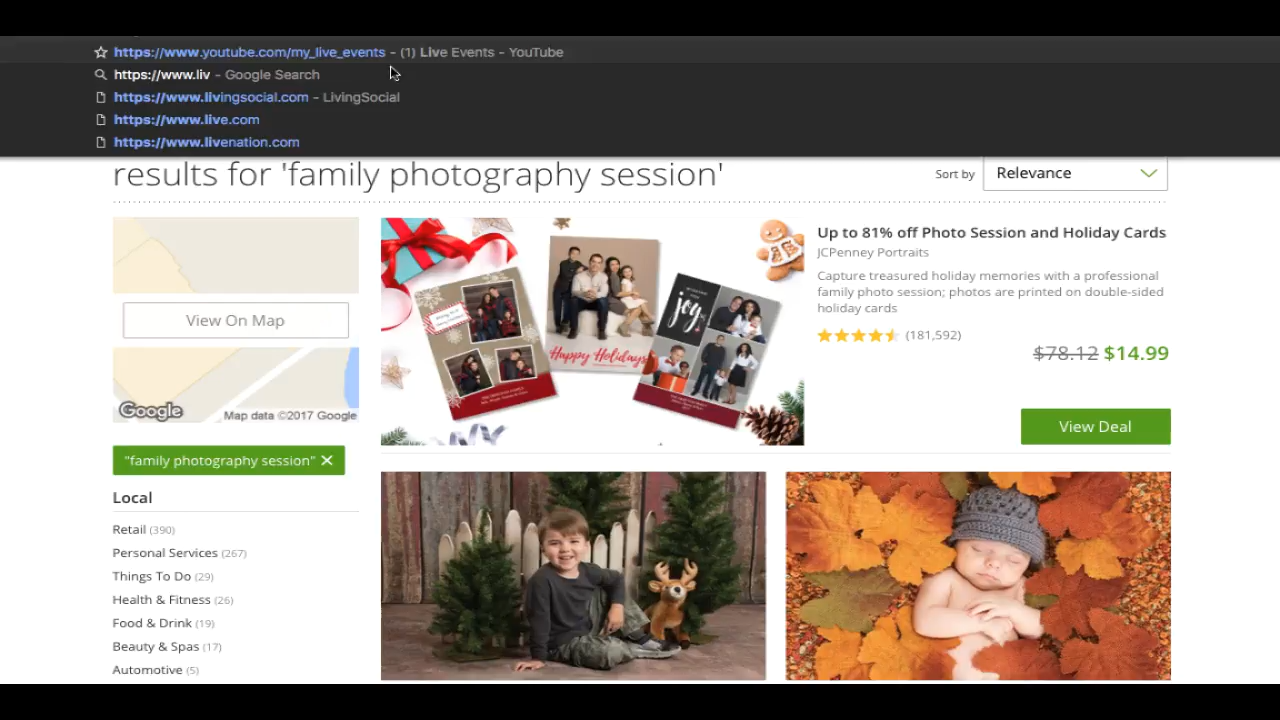 https://www.youtube.com/my_live_events - (1) Live Events - YouTube
https://www.liv - Google Search
https://www.livingsocial.com - LivingSocial
https://www.live.com
https://www.livenation.com
results for 'family photography session'
Sort by
Relevance
View On Map
Google
Map data ©2017 Google
"family photography session" ✕
Local
Retail (390)
Personal Services (267)
Things To Do (29)
Health & Fitness (26)
Food & Drink (19)
Beauty & Spas (17)
Automotive (5)
joy
Happy Holidays
Up to 81% off Photo Session and Holiday Cards
JCPenney Portraits
Capture treasured holiday memories with a professional
family photo session; photos are printed on double-sided
holiday cards
(181,592)
$78.12 $14.99
View Deal